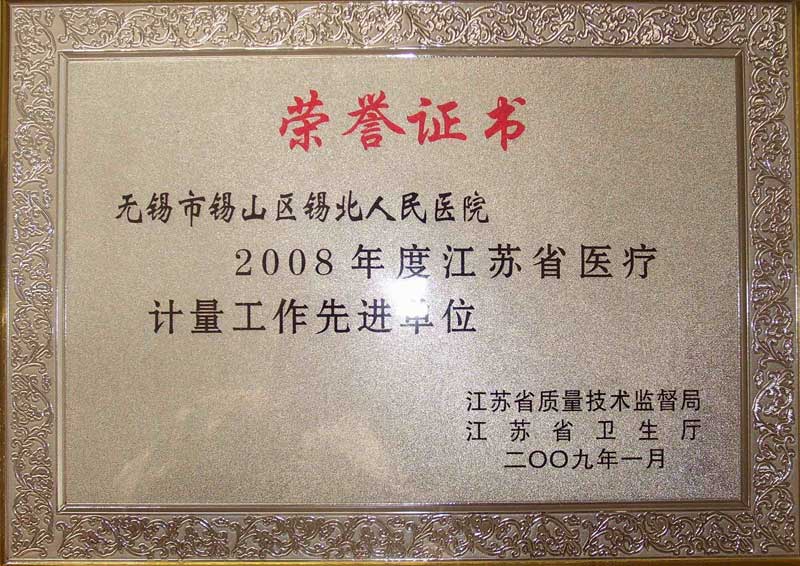 荣誉证书
无锡市锡山区锡北人民医院
2008年度江苏省医疗
计量工作先进单位
江苏省质量技术监督局
江苏省卫生厅
二〇〇九年一月